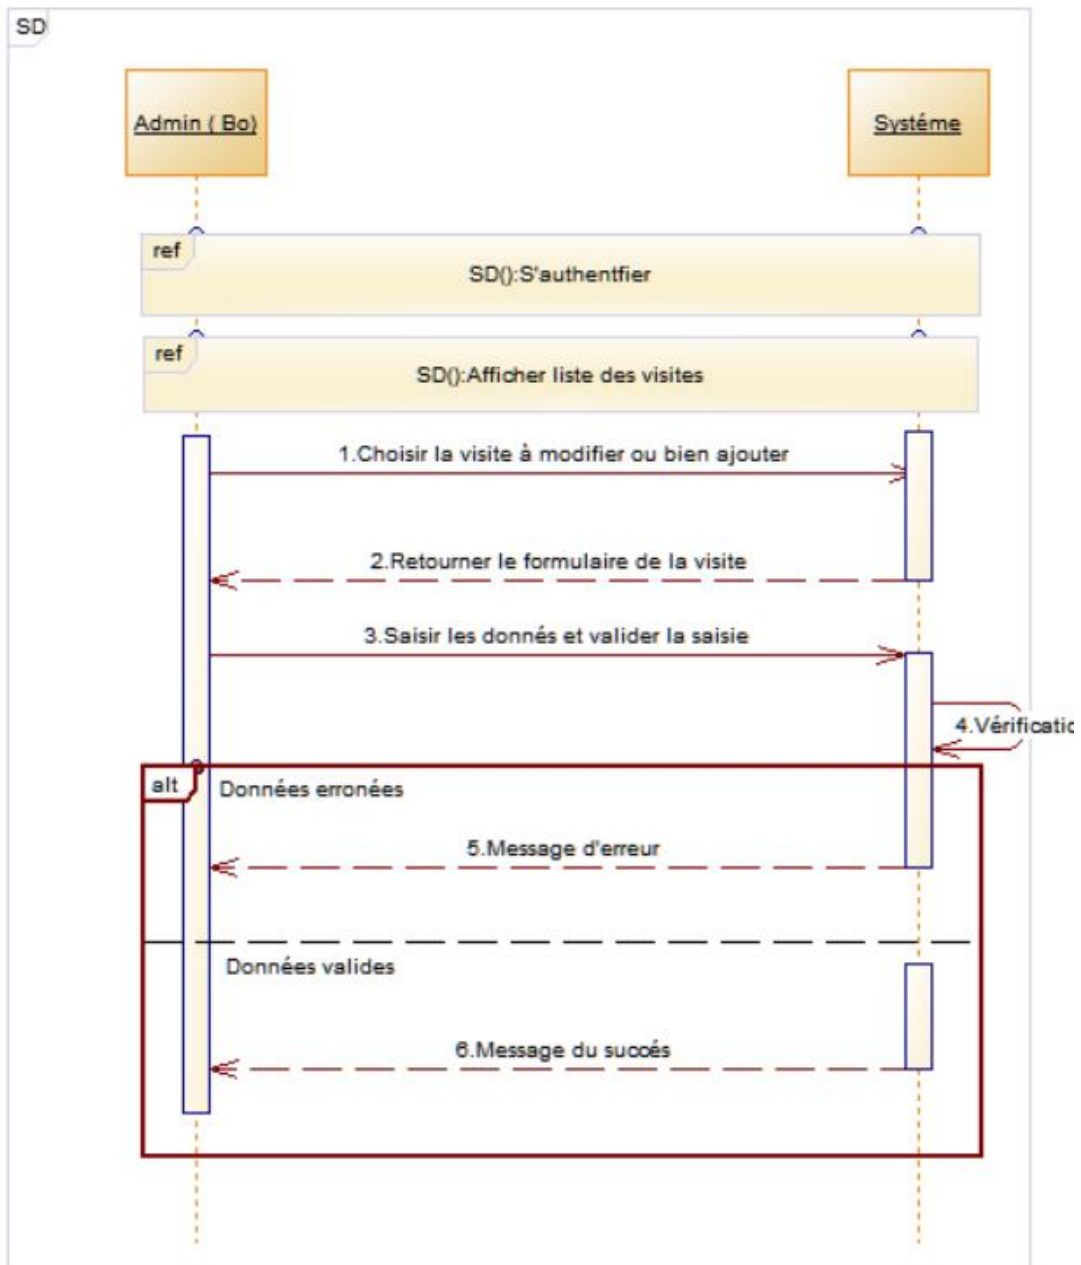 SD
Admin ( Bo)
Systéme
ref
SD():S'authentfier
ref
SD():Afficher liste des visites
1.Choisir la visite à modifier ou bien ajouter
2.Retourner le formulaire de la visite
3.Saisir les donnés et valider la saisie
4.Vérificatio
alt
Données erronées
5.Message d'erreur
Données valides
6.Message du succés